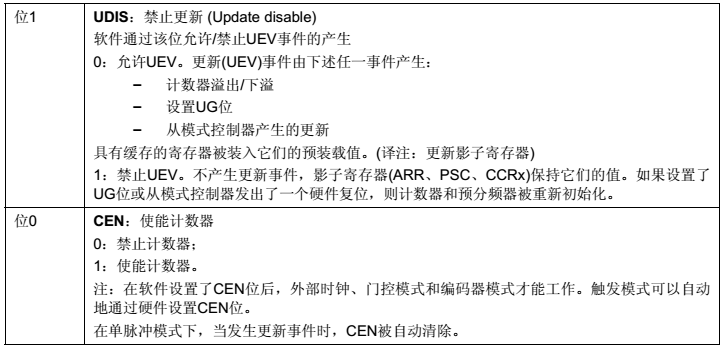 位1
UDIS：禁止更新 (Update disable)
软件通过该位允许/禁止UEV事件的产生
0：允许UEV。更新(UEV)事件由下述任一事件产生：
– 计数器溢出/下溢
– 设置UG位
– 从模式控制器产生的更新
具有缓存的寄存器被装入它们的预装载值。(译注：更新影子寄存器)
1：禁止UEV。不产生更新事件，影子寄存器(ARR、PSC、CCRx)保持它们的值。如果设置了
UG位或从模式控制器发出了一个硬件复位，则计数器和预分频器被重新初始化。
位0
CEN：使能计数器
0：禁止计数器；
1：使能计数器。
注：在软件设置了CEN位后，外部时钟、门控模式和编码器模式才能工作。触发模式可以自动
地通过硬件设置CEN位。
在单脉冲模式下，当发生更新事件时，CEN被自动清除。